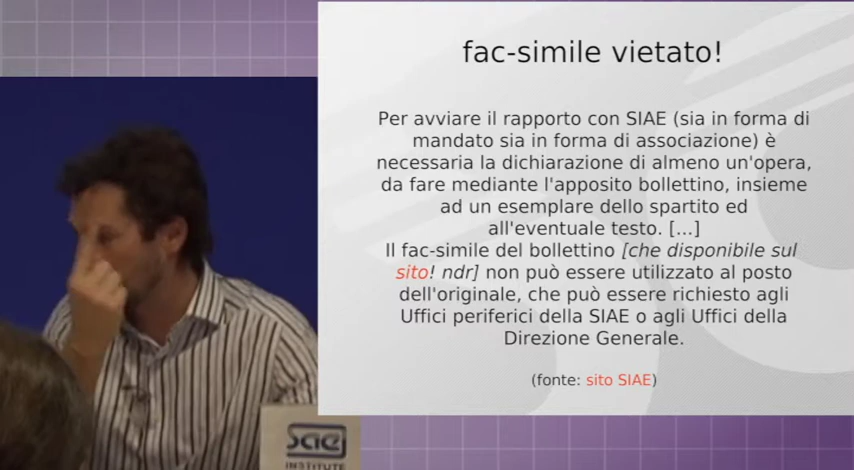 fac-simile vietato!
Per avviare il rapporto con SIAE (sia in forma di
mandato sia in forma di associazione) è
necessaria la dichiarazione di almeno un'opera,
da fare mediante l'apposito bollettino, insieme
ad un esemplare dello spartito ed
all'eventuale testo. [...]
Il fac-simile del bollettino [che disponibile sul
sito! ndr] non può essere utilizzato al posto
dell'originale, che può essere richiesto agli
Uffici periferici della SIAE o agli Uffici della
Direzione Generale.
(fonte: sito SIAE)
sae
INSTITUTE